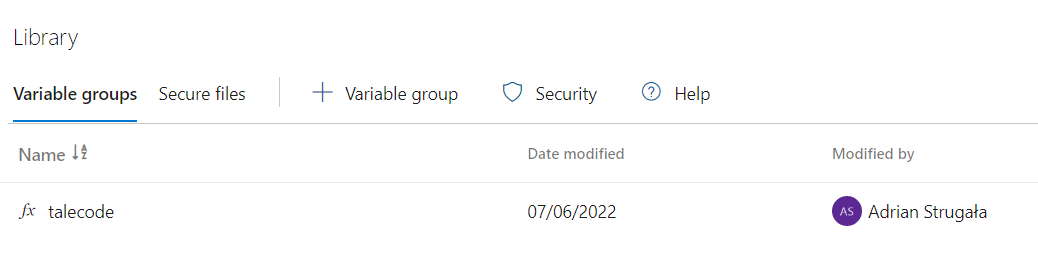 Library
Variable groups Secure files Variable group Security Help
Name Date modified Modified by
fx talecode 07/06/2022 AS Adrian Strugała